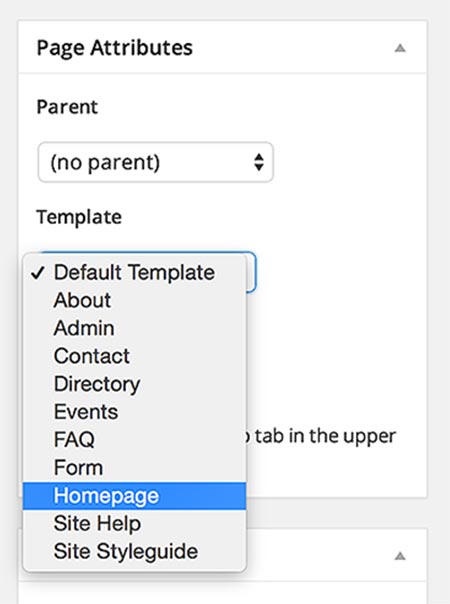 Page Attributes
Parent
(no parent)
Template
Default Template
About
Admin
Contact
Directory
Events
FAQ
tab in the upper
Form
Homepage
Site Help
Site Styleguide